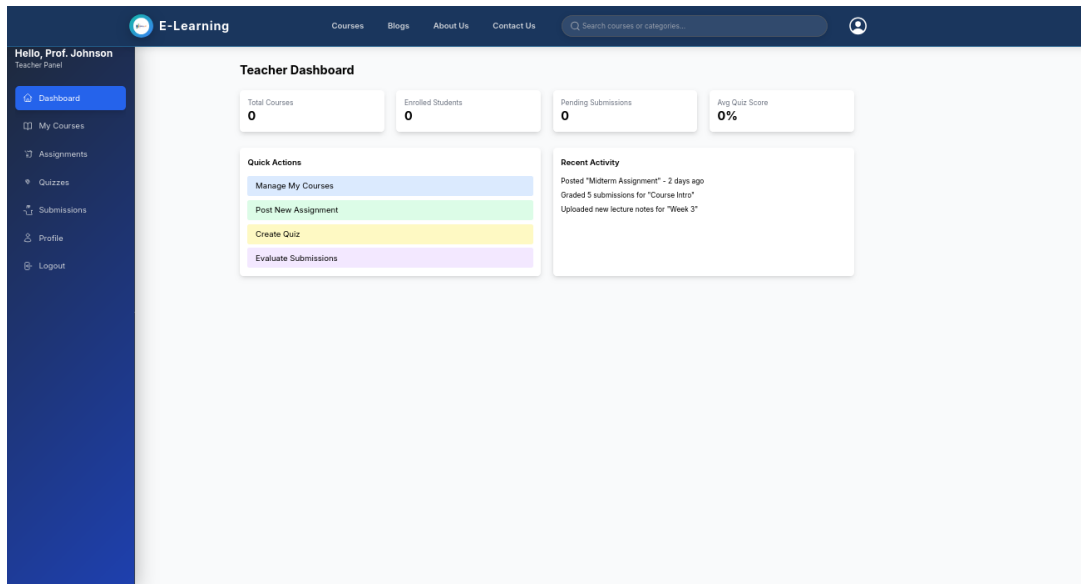 E-Learning
Courses
Blogs
About Us
Contact Us
Search courses or categories...
Hello, Prof. Johnson
Teacher Panel
Dashboard
My Courses
Assignments
Quizzes
Submissions
Profile
Logout
Teacher Dashboard
Total Courses
0
Enrolled Students
0
Pending Submissions
0
Avg Quiz Score
0%
Quick Actions
Manage My Courses
Post New Assignment
Create Quiz
Evaluate Submissions
Recent Activity
Posted "Midterm Assignment" - 2 days ago
Graded 5 submissions for "Course Intro"
Uploaded new lecture notes for "Week 3"